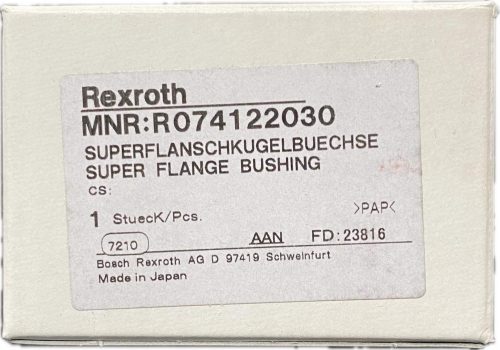 Rexroth
MNR:R074122030
SUPERFLANSCHKUGELBUECHSE
SUPER FLANGE BUSHING
CS:
1 StuecK/Pcs. >PAP<
7210 AAN FD:23816
Bosch Rexroth AG D 97419 Schweinfurt
Made in Japan